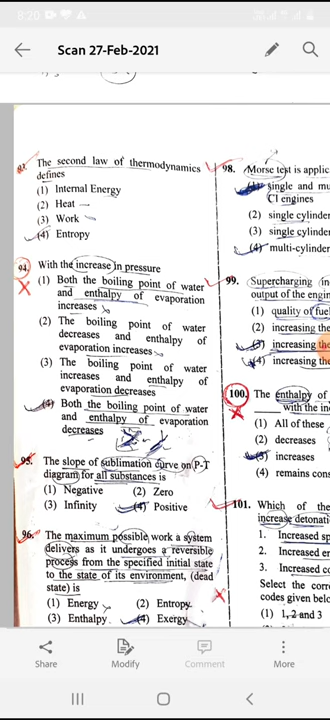 8:20
Scan 27-Feb-2021
The second law of thermodynamics
defines
(1) Internal Energy
(2) Heat
(3) Work
(4) Entropy
94. With the increase in pressure
(1) Both the boiling point of water
and enthalpy of evaporation
increases
(2) The boiling point of water
decreases and enthalpy of
evaporation increases
(3) The boiling point of water
increases and enthalpy of
evaporation decreases
(4) Both the boiling point of water
and enthalpy of evaporation
decreases
95. The slope of sublimation curve on P-T
diagram for all substances is
(1) Negative (2) Zero
(3) Infinity (4) Positive
96. The maximum possible work a system
delivers as it undergoes a reversible
process from the specified initial state
to the state of its environment, (dead
state) is
(1) Energy (2) Entropy
(3) Enthalpy (4) Exergy
98. Morse test is applic
single and mu
CI engines
(2) single cylinder
(3) single cylinder
(4) multi-cylinder
99. Supercharging in
output of the engin
(1) quality of fuel
(2) increasing the
(3) increasing the
(4) increasing the
100. The enthalpy of
with the in
(1) All of these
(2) decreases
(3) increases
(4) remains cons
101. Which of the
increase detonati
1. Increased sp
2. Increased en
3. Increased co
Select the corr
codes given belo
(1) 1, 2 and 3
Share
Modify
Comment
More